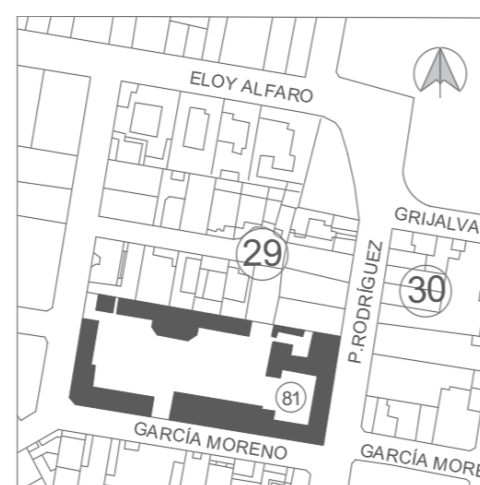 ELOY ALFARO
GRIJALVA
29
P.RODRÍGUEZ
30
81
GARCÍA MORENO
GARCÍA MORE